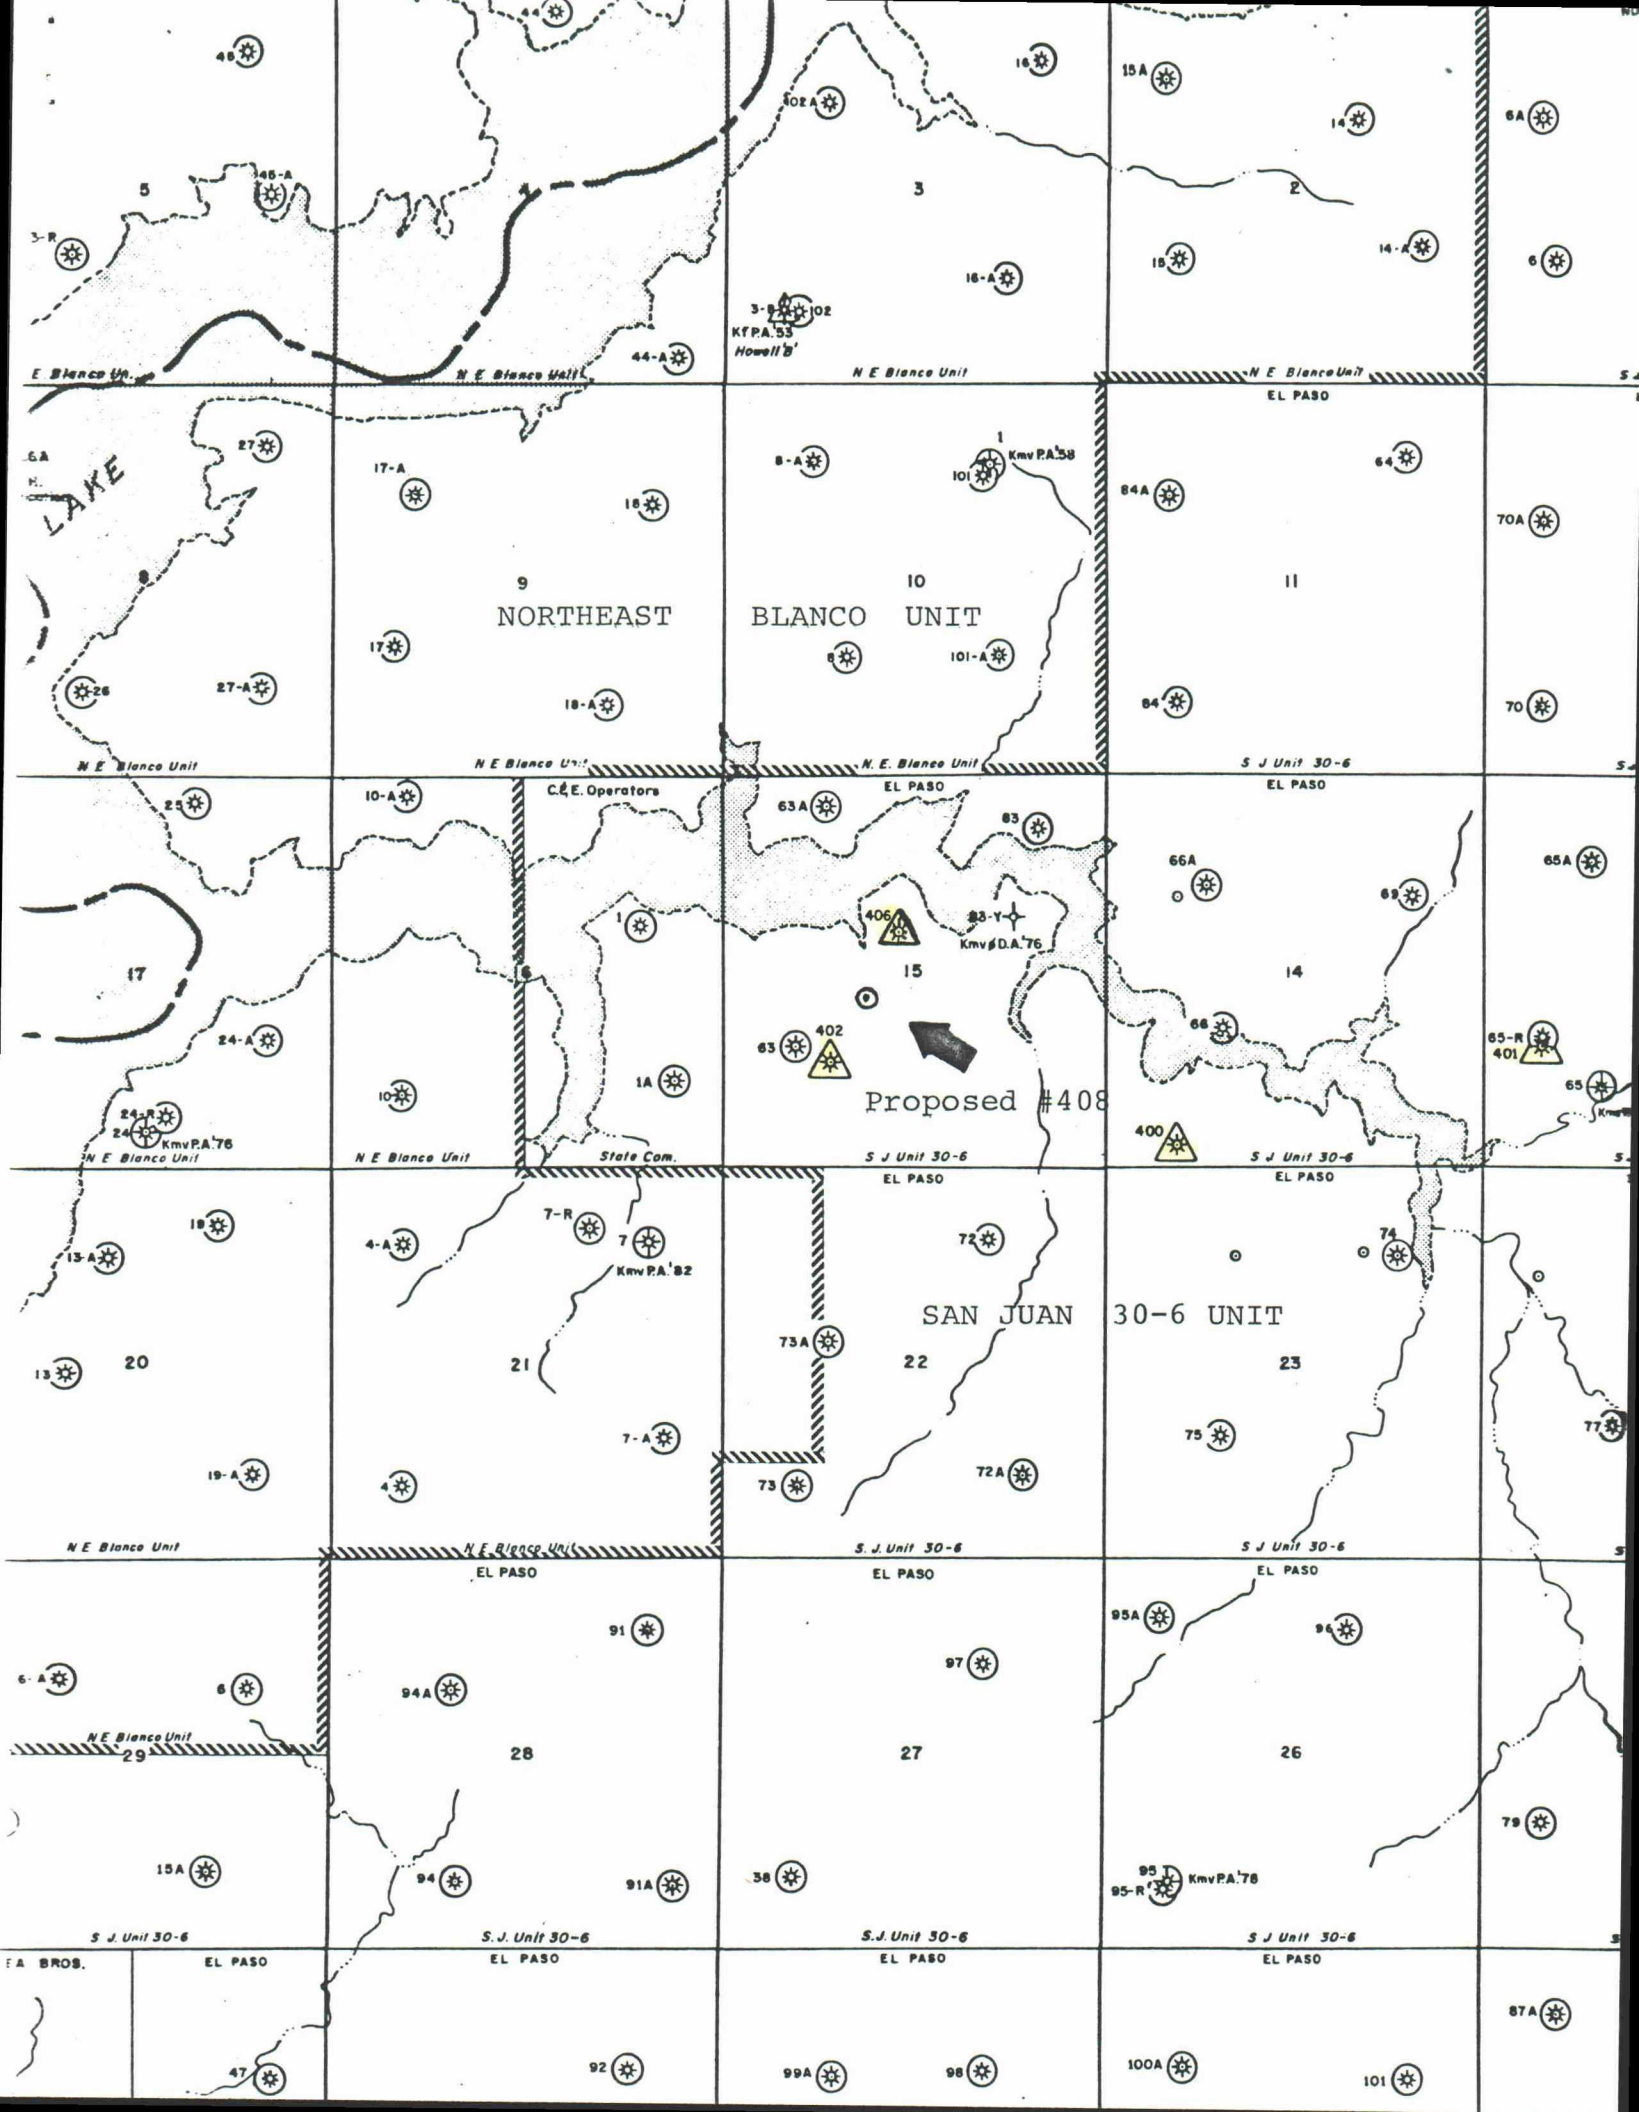 44
46
102A
16
15A
14
6A
46-A
5
4
3
2
3-R
15
14-A
6
16-A
3-B
102
Kf P.A.'53
Howell 'B'
44-A
E Blanco Un.
N E Blanco Unit
N E Blanco Unit
N E Blanco Unit
EL PASO
LAKE
27
17-A
18
8-A
1
Kmv P.A.'58
101
84A
64
70A
8
9
10
11
NORTHEAST BLANCO UNIT
17
8
101-A
26
27-A
18-A
84
70
N E Blanco Unit
N E Blanco Unit
N.E. Blanco Unit
S J Unit 30-6
C.& E. Operators
EL PASO
EL PASO
25
10-A
63A
83
66A
69
65A
1
406
83-Y
Kmv D.A.'76
17
15
14
24-A
66
65-R
401
63
402
1A
10
Proposed #408
65
24-R
24
Kmv P.A.'76
400
N E Blanco Unit
N E Blanco Unit
State Com.
S J Unit 30-6
S J Unit 30-6
EL PASO
EL PASO
19
13-A
4-A
7-R
7
Kmv P.A.'82
72
74
SAN JUAN 30-6 UNIT
73A
13
20
21
22
23
7-A
75
77
19-A
4
73
72A
N E Blanco Unit
N E Blanco Unit
S.J. Unit 30-6
S J Unit 30-6
EL PASO
EL PASO
EL PASO
91
95A
96
6-A
6
94A
97
N E Blanco Unit
29
28
27
26
79
15A
94
91A
38
95
Kmv P.A.'78
95-R
S J. Unit 30-6
S.J. Unit 30-6
S.J. Unit 30-6
S J Unit 30-6
EA BROS.
EL PASO
EL PASO
EL PASO
EL PASO
87A
47
92
99A
98
100A
101